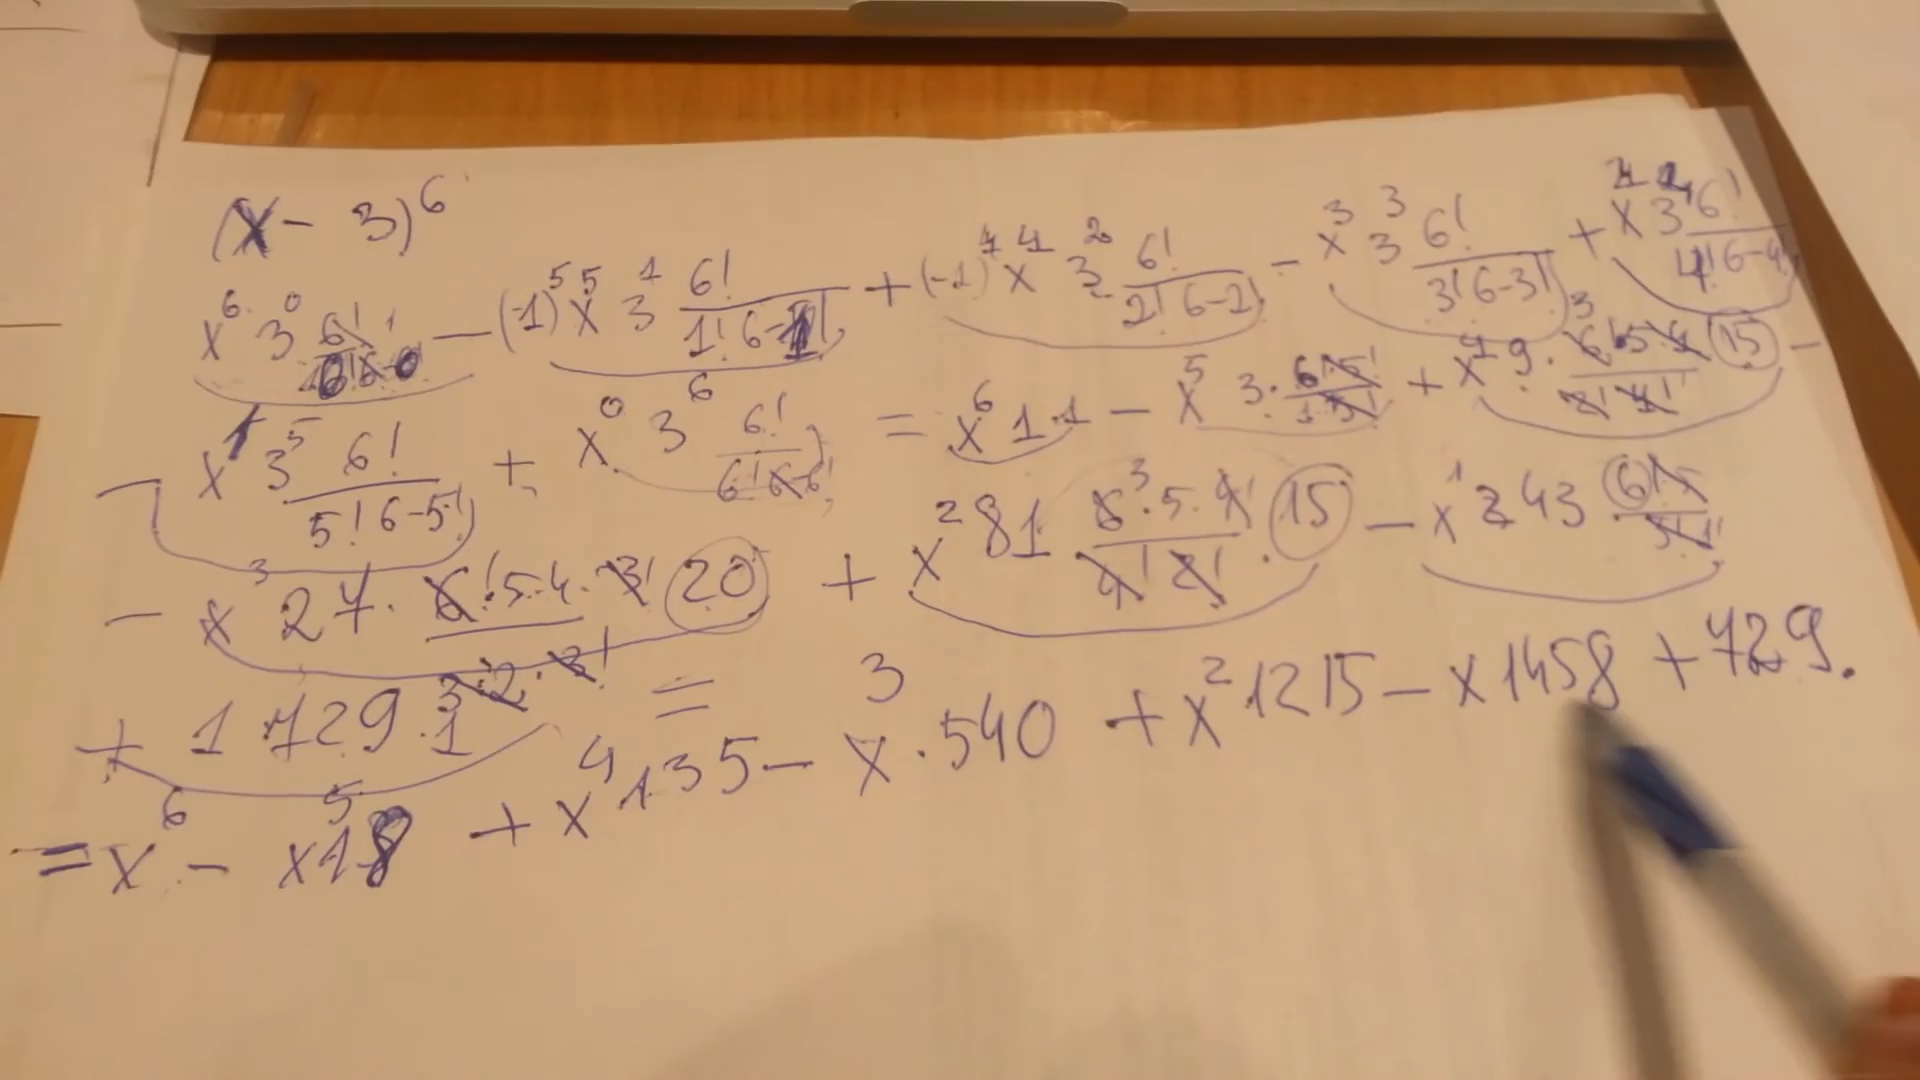 (x - 3)^6
x^6 3^0 6!/0!6-0! - (-1)^5 x^5 3^1 6!/1!6-1! + (-1)^4 x^4 3^2 6!/2!6-2! - x^3 3^3 6!/3!6-3! + x^2 3^4 6!/4!6-4!
- x^1 3^5 6!/5!6-5! + x^0 3^6 6!/6!6-6! = x^6 1·1 - x^5 3· 6·5!/1·5! + x^4 9· 6·5·4!/2!4! 15 -
- x^3 27· 6!·5·4·3!/3·2·3! 20 + x^2 81 6·5·4!/4!2! ·15 - x^1 243 6!/5!1!
+ 1 729·1 =
= x^6 - x^5 18 + x^4 135 - x^3·540 + x^2 1215 - x1458 + 729.